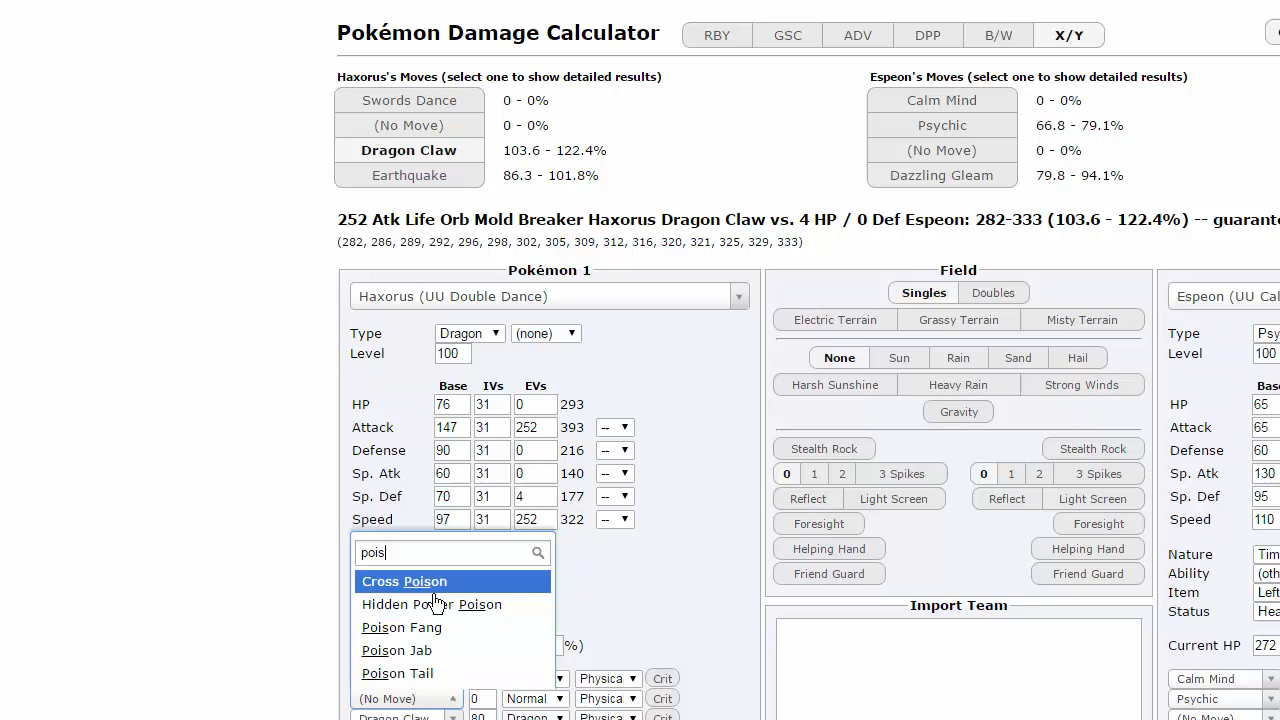 Pokémon Damage Calculator RBY GSC ADV DPP B/W X/Y
Haxorus's Moves (select one to show detailed results) Espeon's Moves (select one to show detailed results)
Swords Dance 0 - 0% Calm Mind 0 - 0%
(No Move) 0 - 0% Psychic 66.8 - 79.1%
Dragon Claw 103.6 - 122.4% (No Move) 0 - 0%
Earthquake 86.3 - 101.8% Dazzling Gleam 79.8 - 94.1%
252 Atk Life Orb Mold Breaker Haxorus Dragon Claw vs. 4 HP / 0 Def Espeon: 282-333 (103.6 - 122.4%) -- guarante
(282, 286, 289, 292, 296, 298, 302, 305, 309, 312, 316, 320, 321, 325, 329, 333)
Pokémon 1 Field
Haxorus (UU Double Dance) Singles Doubles Espeon (UU Cal
Type Dragon (none) Electric Terrain Grassy Terrain Misty Terrain Type Psy
Level 100 None Sun Rain Sand Hail Level 100
Base IVs EVs Harsh Sunshine Heavy Rain Strong Winds Base
HP 76 31 0 293 Gravity HP 65
Attack 147 31 252 393 -- Attack 65
Defense 90 31 0 216 -- Stealth Rock Stealth Rock Defense 60
Sp. Atk 60 31 0 140 -- 0 1 2 3 Spikes 0 1 2 3 Spikes Sp. Atk 130
Sp. Def 70 31 4 177 -- Reflect Light Screen Reflect Light Screen Sp. Def 95
Speed 97 31 252 322 -- Foresight Foresight Speed 110
pois Helping Hand Helping Hand Nature Tim
Cross Poison Friend Guard Friend Guard Ability (oth
Hidden Power Poison Import Team Item Left
Poison Fang Status Hea
Poison Jab %) Current HP 272
Poison Tail Physica Crit Calm Mind
(No Move) 0 Normal Physica Crit Psychic
Dragon Claw 80 Dragon Physica Crit (No Move)